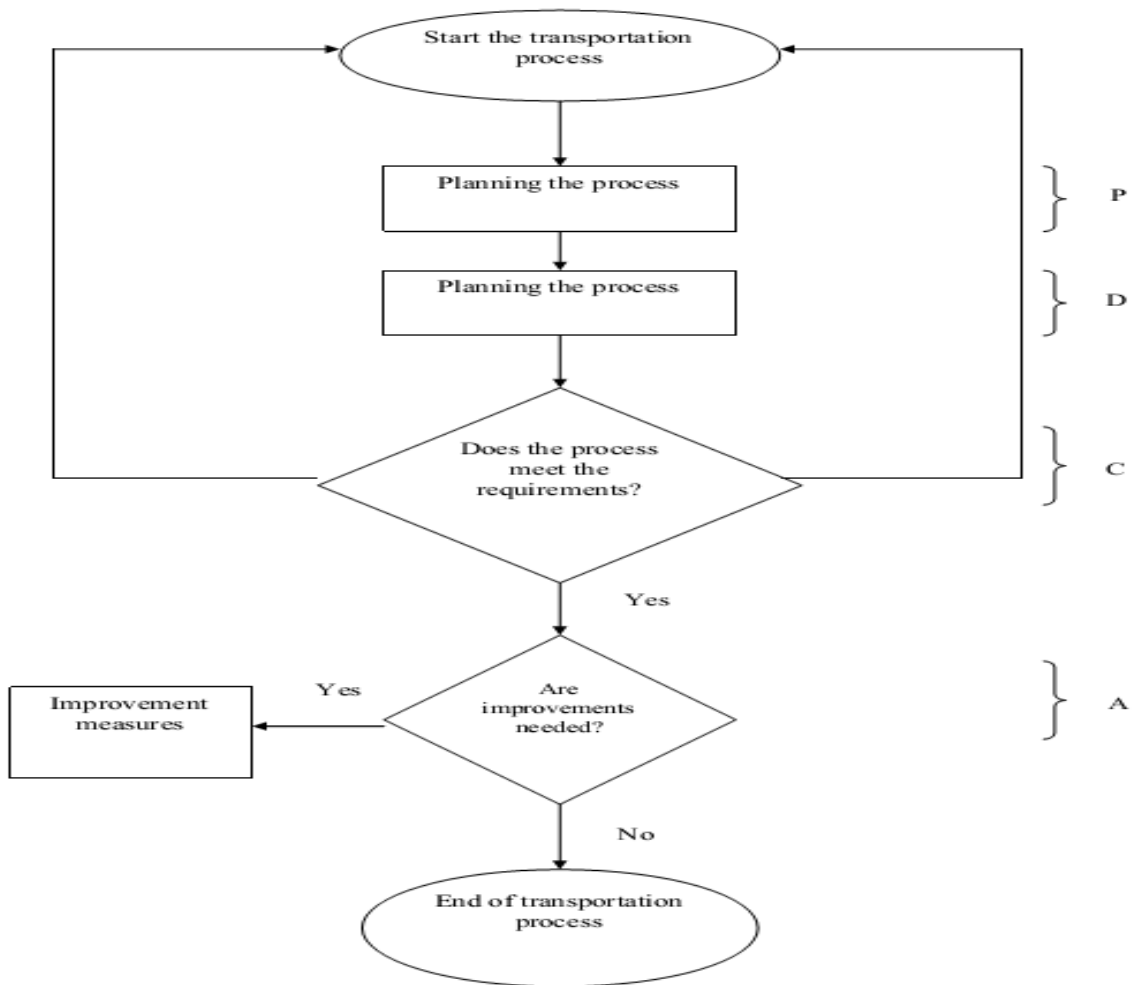 Start the transportation
process
Planning the process
P
Planning the process
D
Does the process
meet the
requirements?
C
Yes
Are
improvements
needed?
Yes
Improvement
measures
A
No
End of transportation
process